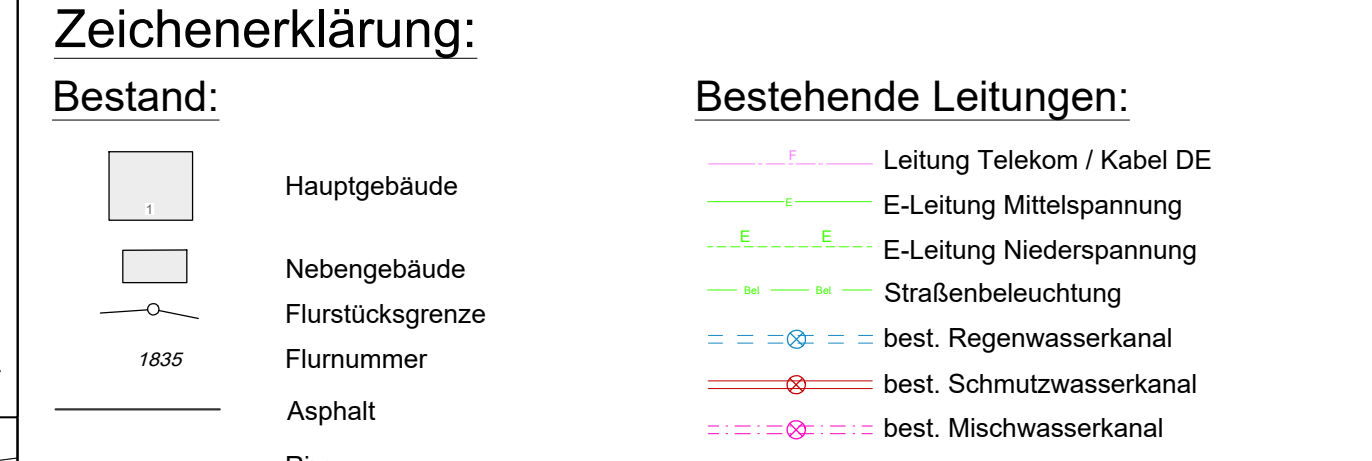 Zeichenerklärung:
Bestand:
1
Hauptgebäude
Nebengebäude
Flurstücksgrenze
1835 Flurnummer
Asphalt
Bestehende Leitungen:
F Leitung Telekom / Kabel DE
E E-Leitung Mittelspannung
E E E-Leitung Niederspannung
Bel Bel Straßenbeleuchtung
best. Regenwasserkanal
best. Schmutzwasserkanal
best. Mischwasserkanal